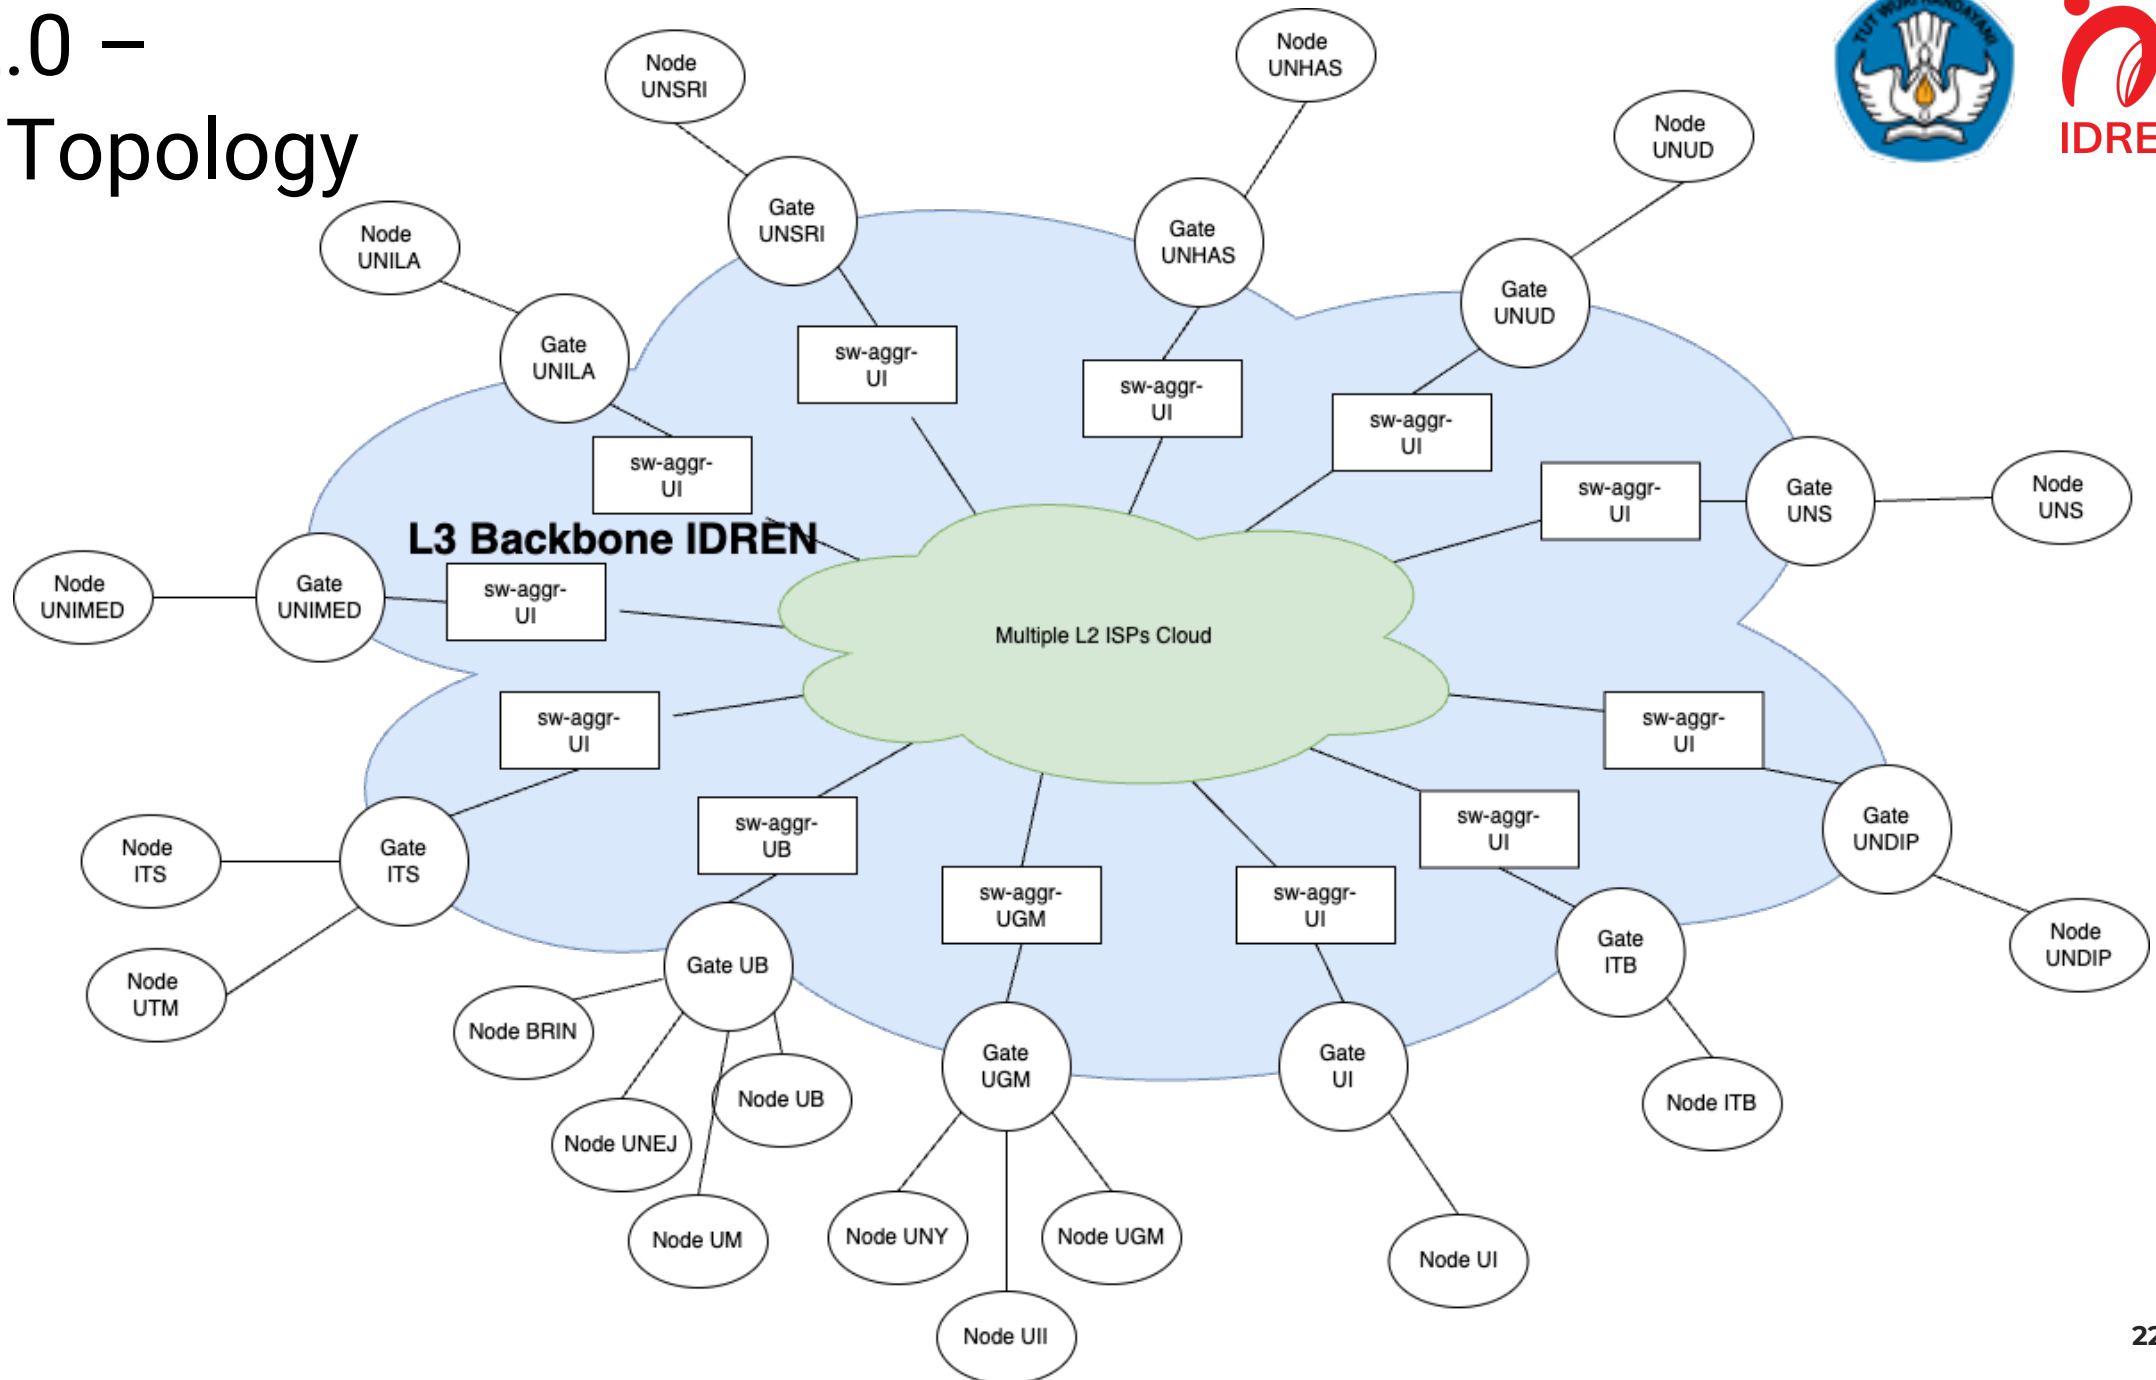 .0 –
Topology
TUT WURI HANDAYANI
IDRE
Node
UNSRI
Node
UNHAS
Node
UNUD
Node
UNILA
Gate
UNSRI
Gate
UNHAS
Gate
UNUD
Gate
UNILA
sw-aggr-
UI
sw-aggr-
UI
sw-aggr-
UI
sw-aggr-
UI
sw-aggr-
UI
Gate
UNS
Node
UNS
L3 Backbone IDREN
Node
UNIMED
Gate
UNIMED
sw-aggr-
UI
Multiple L2 ISPs Cloud
sw-aggr-
UI
sw-aggr-
UI
Node
ITS
Gate
ITS
sw-aggr-
UB
sw-aggr-
UGM
sw-aggr-
UI
sw-aggr-
UI
Gate
UNDIP
Node
UTM
Gate UB
Gate
ITB
Node
UNDIP
Node BRIN
Gate
UGM
Gate
UI
Node UB
Node ITB
Node UNEJ
Node UM
Node UNY
Node UGM
Node UI
Node UII
22